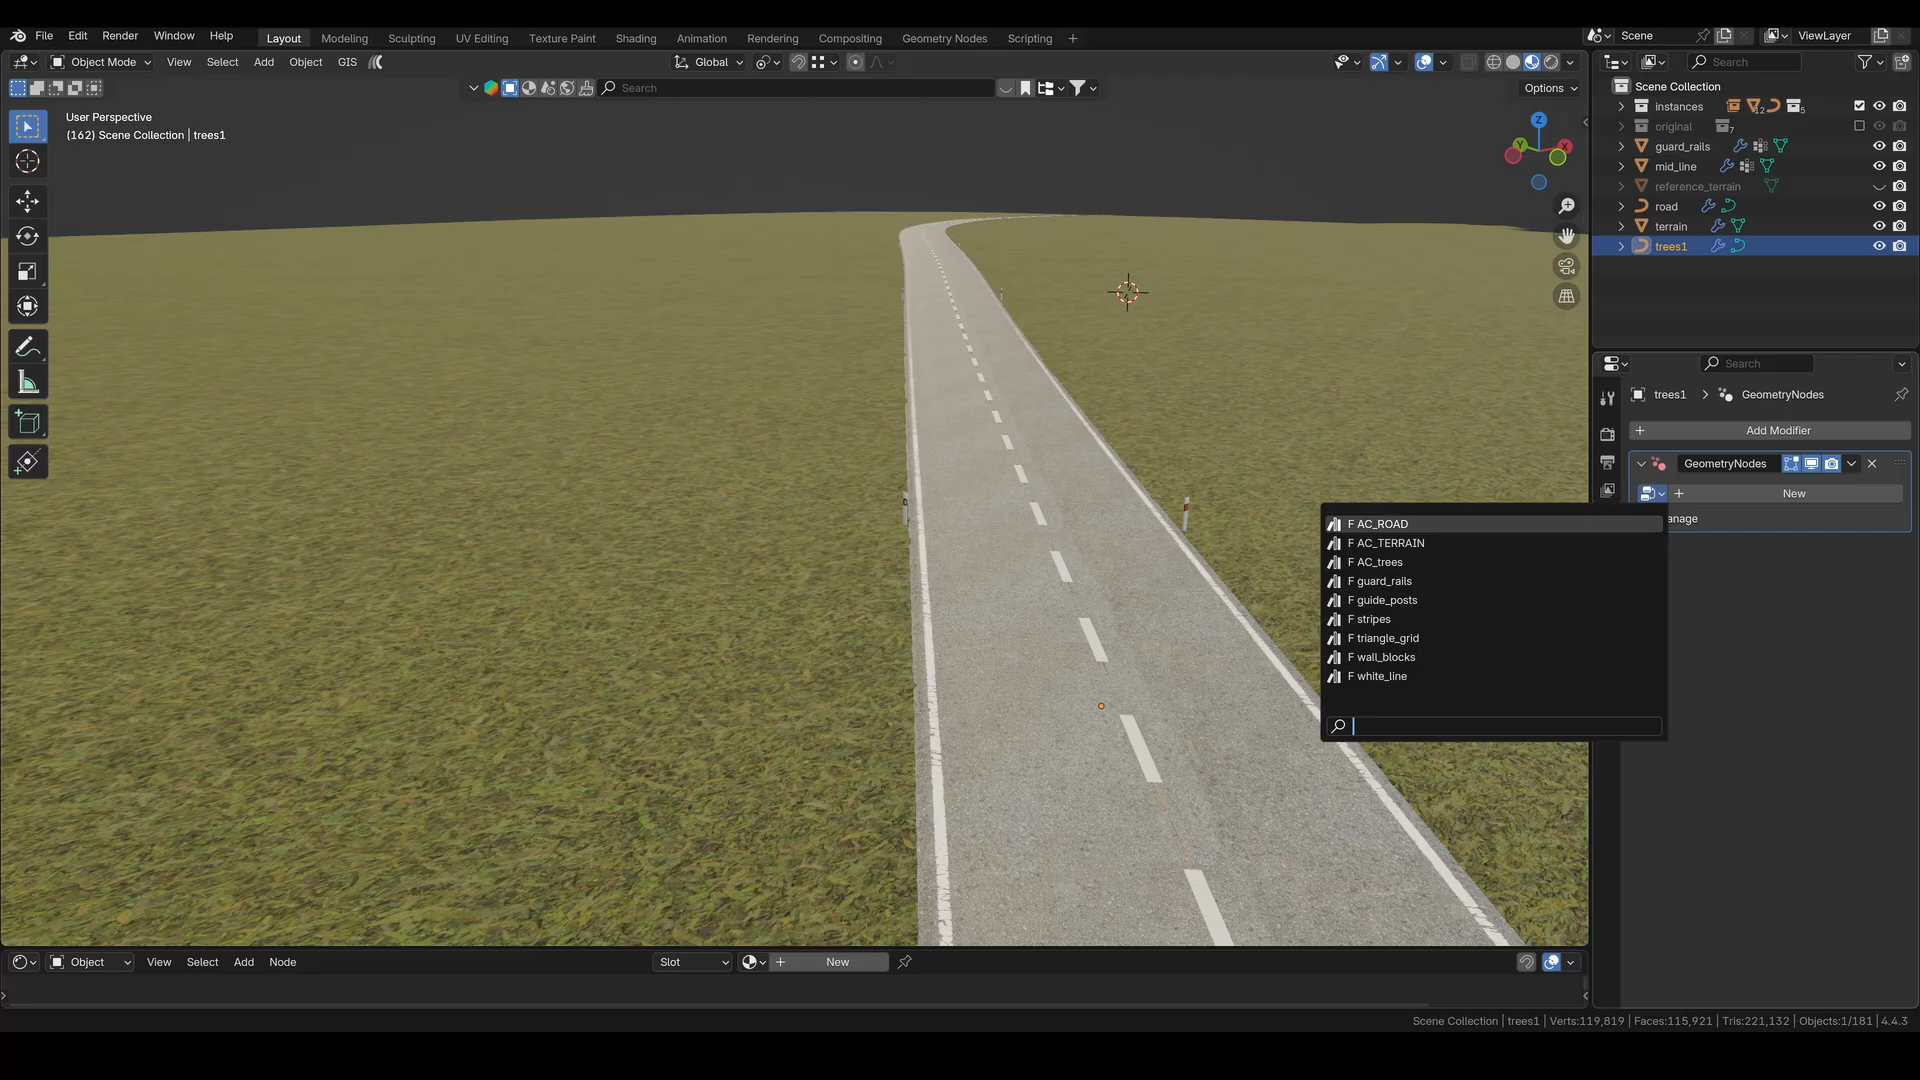 File Edit Render Window Help Layout Modeling Sculpting UV Editing Texture Paint Shading Animation Rendering Compositing Geometry Nodes Scripting + Scene ViewLayer
Object Mode View Select Add Object GIS Global Search
Search Options
User Perspective
(162) Scene Collection | trees1
Z
Y
X
Scene Collection
instances 12 5
original 7
guard_rails
mid_line
reference_terrain
road
terrain
trees1
Search
trees1 > GeometryNodes
+ Add Modifier
GeometryNodes
+ New
anage
F AC_ROAD
F AC_TERRAIN
F AC_trees
F guard_rails
F guide_posts
F stripes
F triangle_grid
F wall_blocks
F white_line
Object View Select Add Node Slot + New
Scene Collection | trees1 | Verts:119,819 | Faces:115,921 | Tris:221,132 | Objects:1/181 | 4.4.3